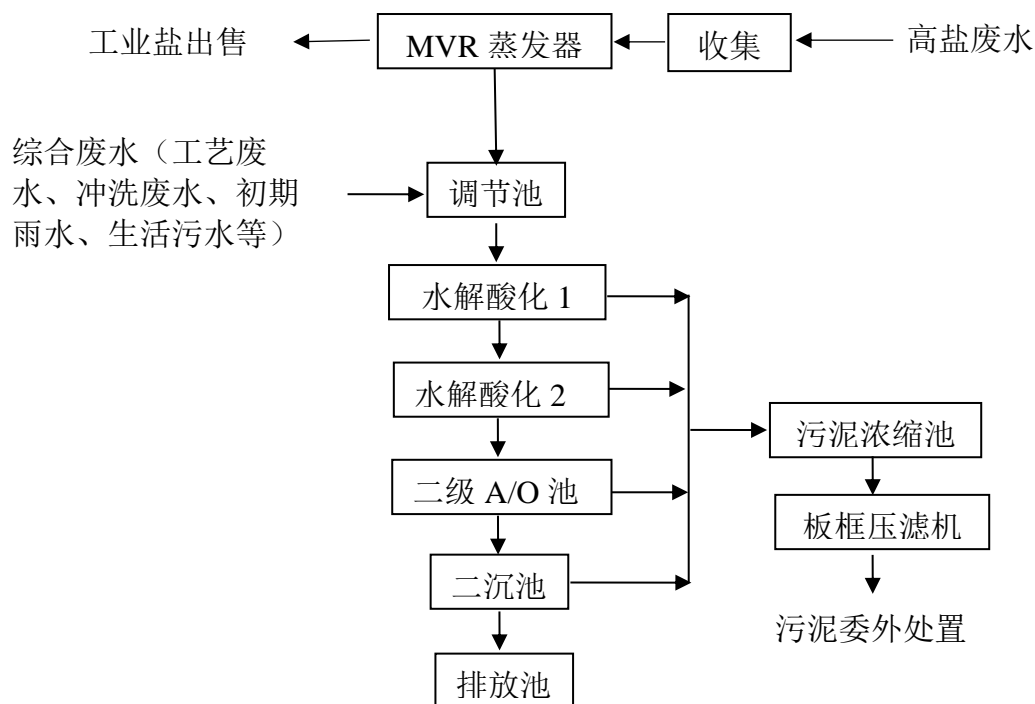 工业盐出售
MVR 蒸发器
收集
高盐废水
综合废水（工艺废
水、冲洗废水、初期
雨水、生活污水等）
调节池
水解酸化 1
水解酸化 2
污泥浓缩池
二级 A/O 池
板框压滤机
二沉池
污泥委外处置
排放池